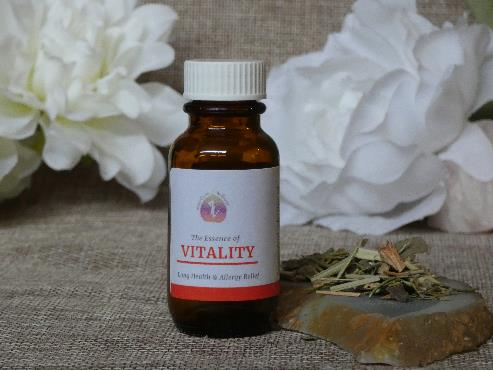 The Essence of
VITALITY
Lung Health & Allergy Relief